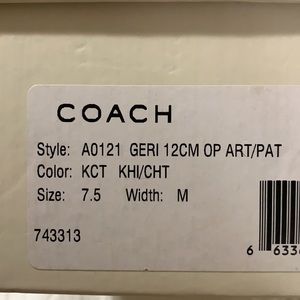 COACH
Style: A0121 GERI 12CM OP ART/PAT
Color: KCT KHI/CHT
Size: 7.5 Width: M
743313